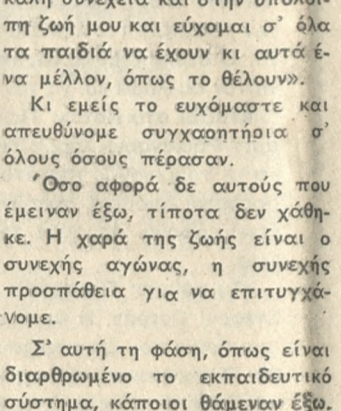 καλή συνέχεια και στην υπόλοι-
πη ζωή μου και εύχομαι σ' όλα
τα παιδιά να έχουν κι αυτά έ-
να μέλλον, όπως το θέλουν».
Κι εμείς το ευχόμαστε και
απευθύνομε συγχαρητήρια σ'
όλους όσους πέρασαν.
Όσο αφορά δε αυτούς που
έμειναν έξω, τίποτα δεν χάθη-
κε. Η χαρά της ζωής είναι ο
συνεχής αγώνας, η συνεχής
προσπάθεια για να επιτυγχά-
νομε.
Σ' αυτή τη φάση, όπως είναι
διαρθρωμένο το εκπαιδευτικό
σύστημα, κάποιοι θάμεναν έξω.